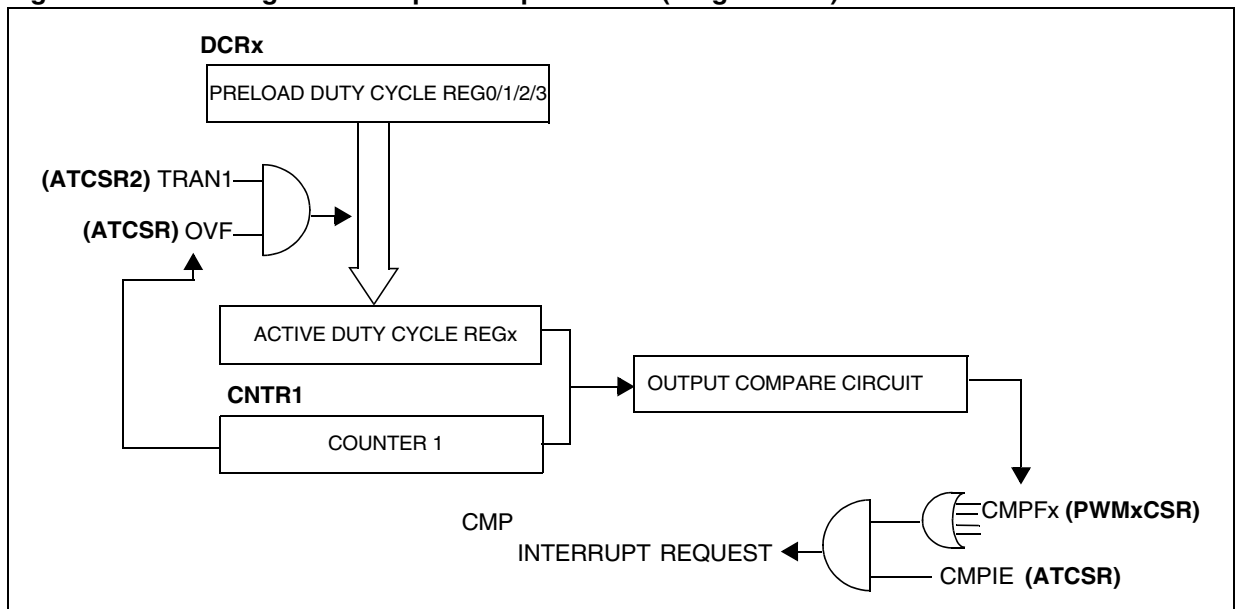 DCRx
PRELOAD DUTY CYCLE REG0/1/2/3
(ATCSR2) TRAN1
(ATCSR) OVF
ACTIVE DUTY CYCLE REGx
CNTR1
OUTPUT COMPARE CIRCUIT
COUNTER 1
CMPFx (PWMxCSR)
CMP
INTERRUPT REQUEST
CMPIE (ATCSR)